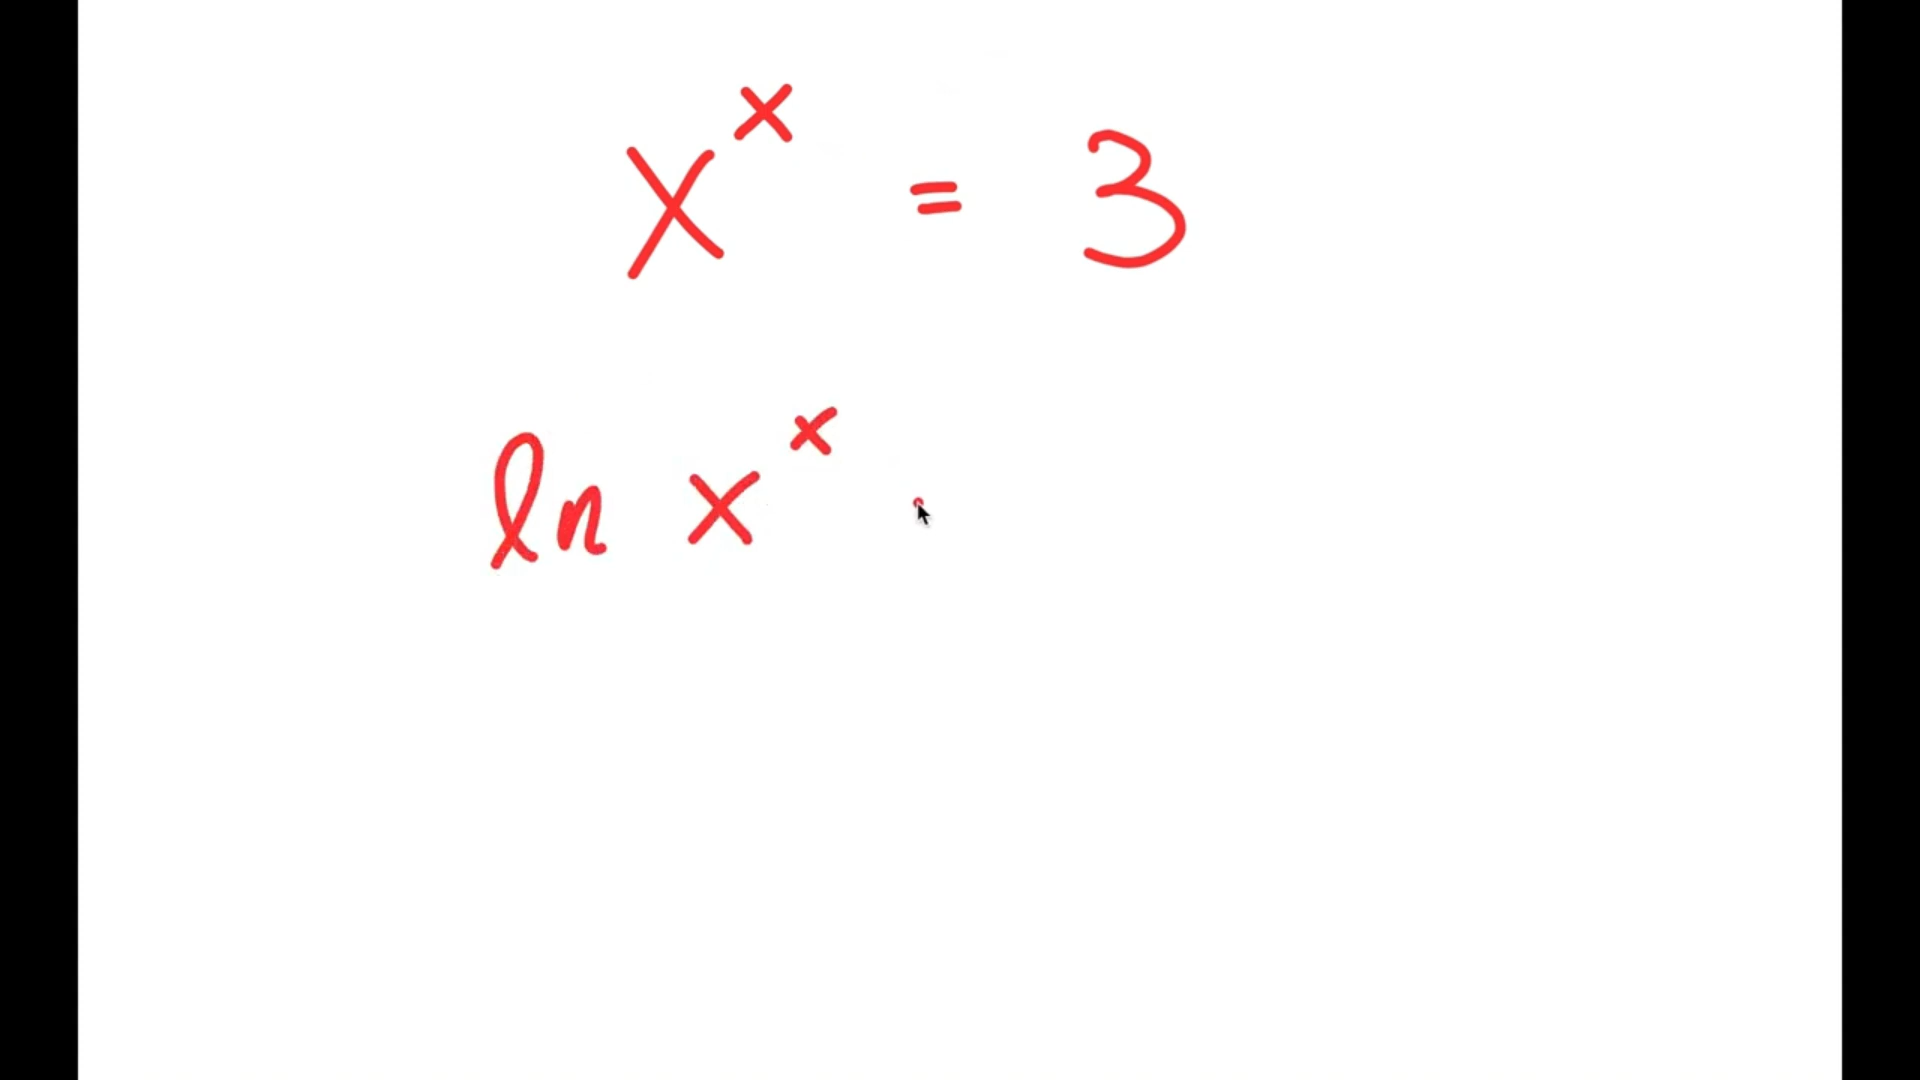 x^x = 3
ln x^x